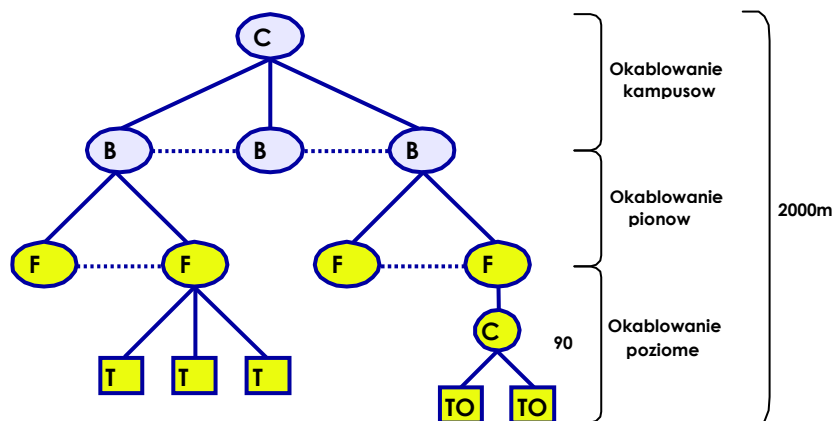 C
Okablowanie
kampusow
B B B
Okablowanie
pionow
2000m
F F F F
C
90
Okablowanie
poziome
T T T
TO TO